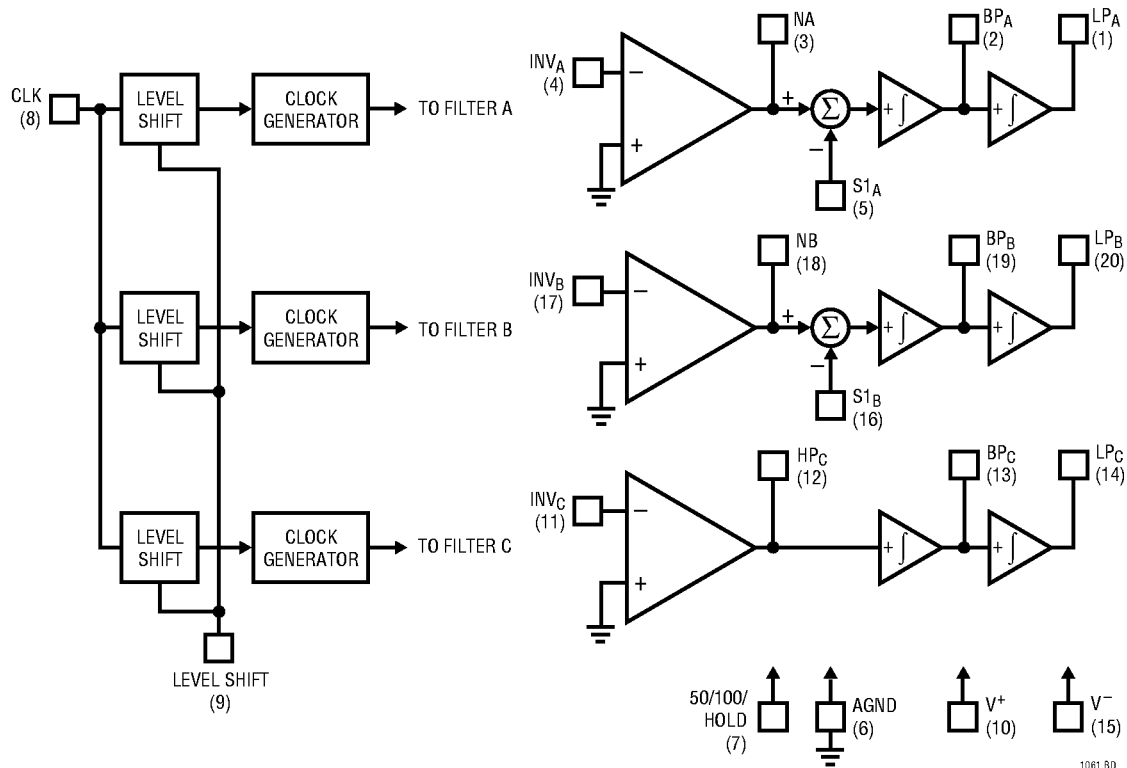 CLK
(8)
LEVEL
SHIFT
CLOCK
GENERATOR
TO FILTER A
LEVEL
SHIFT
CLOCK
GENERATOR
TO FILTER B
LEVEL
SHIFT
CLOCK
GENERATOR
TO FILTER C
LEVEL SHIFT
(9)
INVA
(4)
−
+
NA
(3)
+
Σ
−
S1A
(5)
+ ∫
BPA
(2)
+ ∫
LPA
(1)
INVB
(17)
−
+
NB
(18)
+
Σ
−
S1B
(16)
+ ∫
BPB
(19)
+ ∫
LPB
(20)
INVC
(11)
−
+
HPC
(12)
+ ∫
BPC
(13)
+ ∫
LPC
(14)
50/100/
HOLD
(7)
AGND
(6)
V+
(10)
V−
(15)
1061 BD